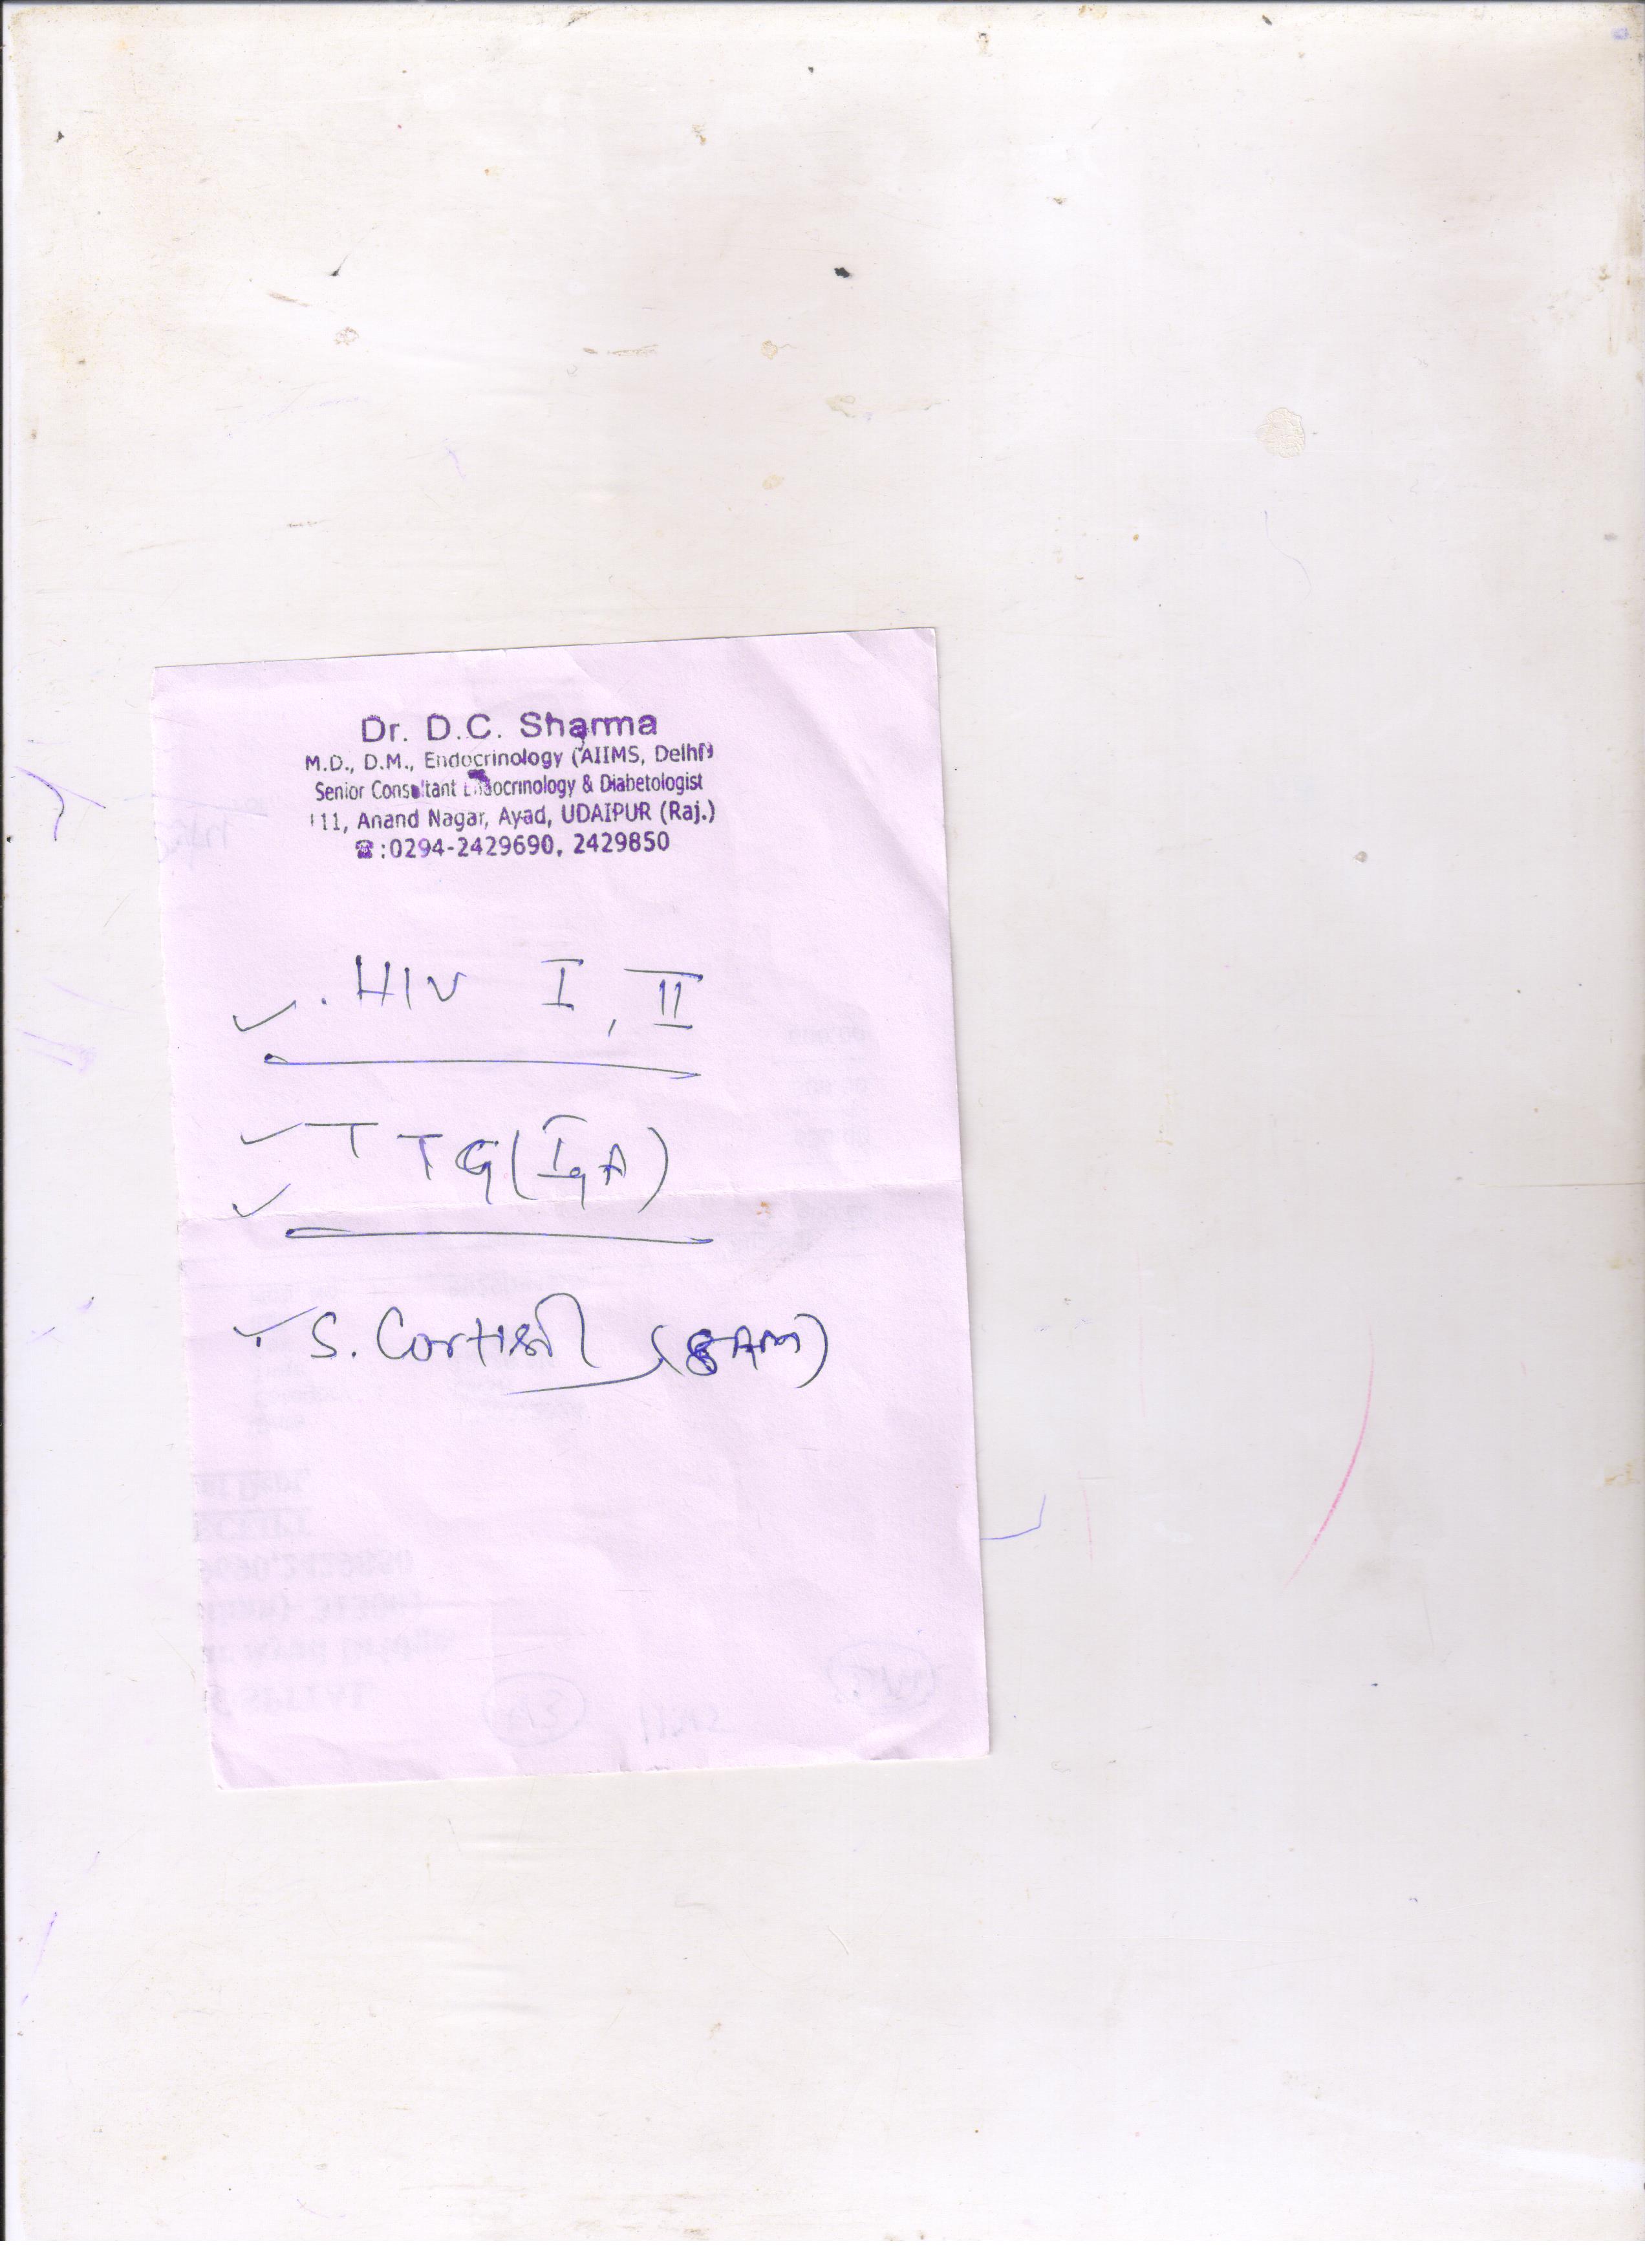 Dr. D.C. Sharma
M.D., D.M., Endocrinology (AIIMS, Delhi)
Senior Consultant Endocrinology & Diabetologist
111, Anand Nagar, Ayad, UDAIPUR (Raj.)
☎:0294-2429690, 2429850
✓. HIV I, II
✓ TTG (IgA)
✓
✓. S. Cortisol (8AM)